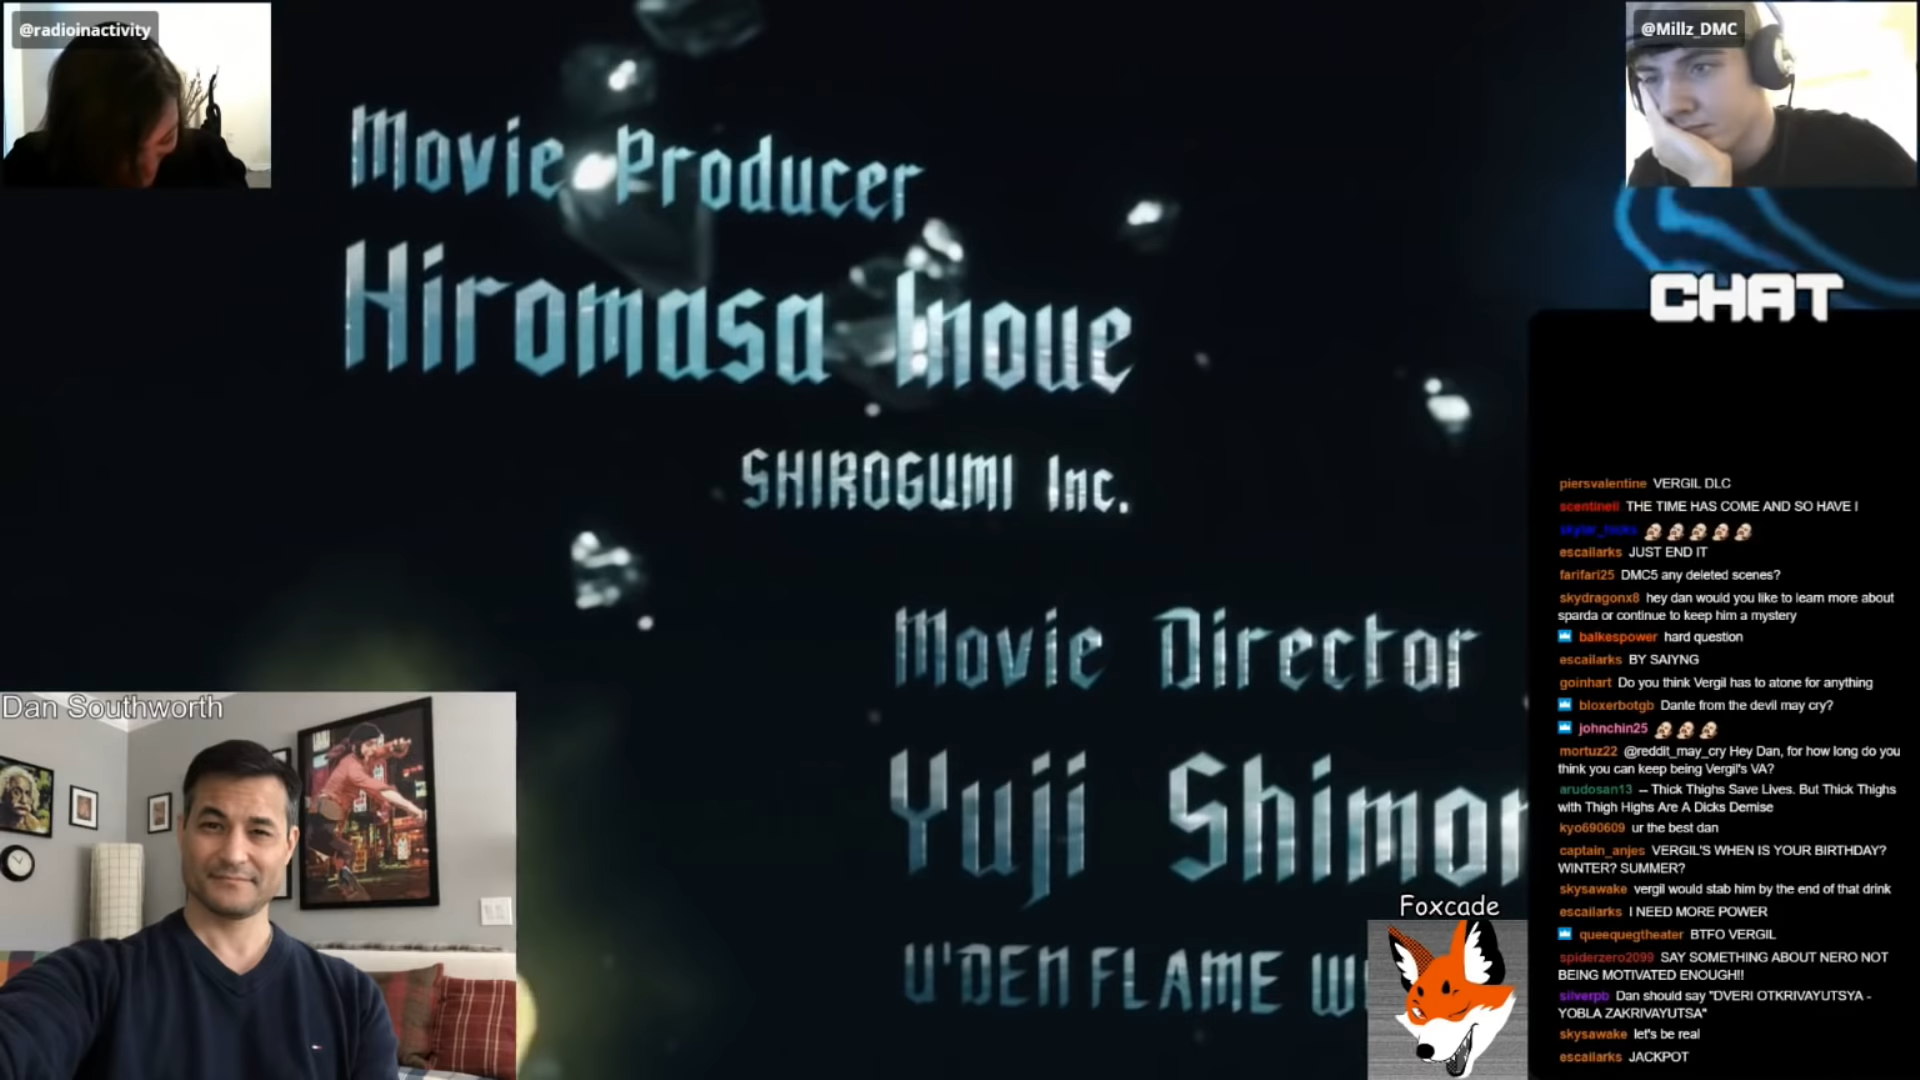 @radioinactivity
@Millz_DMC
Movie Producer
Hiromasa Inoue
SHIROGUMI Inc.
Movie Director
Yuji Shimo
U'DEN FLAME W
Dan Southworth
Foxcade
CHAT
piersvalentine VERGIL DLC
scentinell THE TIME HAS COME AND SO HAVE I
escailarks JUST END IT
farifari25 DMC5 any deleted scenes?
skydragonx8 hey dan would you like to learn more about
sparda or continue to keep him a mystery
balkespower hard question
escailarks BY SAIYNG
goinhart Do you think Vergil has to atone for anything
bloxerbotgb Dante from the devil may cry?
johnchin25
mortuz22 @reddit_may_cry Hey Dan, for how long do you
think you can keep being Vergil's VA?
arudosan13 -- Thick Thighs Save Lives. But Thick Thighs
with Thigh Highs Are A Dicks Demise
kyo690609 ur the best dan
captain_anjes VERGIL'S WHEN IS YOUR BIRTHDAY?
WINTER? SUMMER?
skysawake vergil would stab him by the end of that drink
escailarks I NEED MORE POWER
queequegtheater BTFO VERGIL
spiderzero2099 SAY SOMETHING ABOUT NERO NOT
BEING MOTIVATED ENOUGH!!
silverpb Dan should say "DVERI OTKRIVAYUTSYA -
YOBLA ZAKRIVAYUTSA"
skysawake let's be real
escailarks JACKPOT